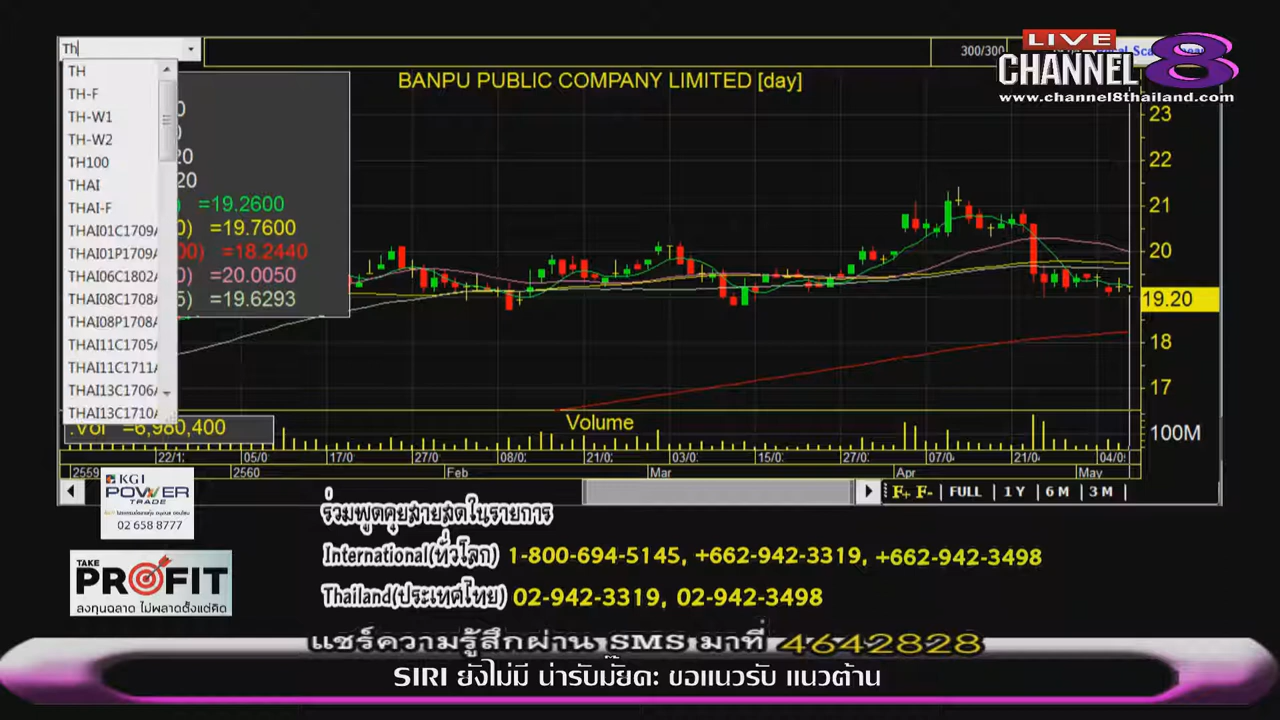 Th
TH
TH-F
TH-W1
TH-W2
TH100
THAI
THAI-F
THAI01C1709A
THAI01P1709A
THAI06C1802A
THAI08C1708A
THAI08P1708A
THAI11C1705A
THAI11C1711A
THAI13C1706A
THAI13C1710A
=19.2600
=19.7600
=18.2440
=20.0050
=19.6293
BANPU PUBLIC COMPANY LIMITED [day]
300/300
LIVE
CHANNEL 8
www.channel8thailand.com
23
22
21
20
19.20
18
17
100M
Volume
.Vol =6,980,400
22/1: 05/0 17/0 27/0 08/0 21/0 03/0 15/0 27/0 07/0 21/0 04/0
2559 2560 Feb Mar Apr May
F+ F- FULL 1 Y 6 M 3 M
KGI
POWER
TRADE
02 658 8777
TAKE
PROFIT
ลงทุนฉลาด ไม่พลาดตั้งแต่คิด
ร่วมพูดคุยสายสดในรายการ
International(ทั่วโลก) 1-800-694-5145, +662-942-3319, +662-942-3498
Thailand(ประเทศไทย) 02-942-3319, 02-942-3498
แชร์ความรู้สึกผ่าน SMS มาที่ 4642828
SIRI ยังไม่มี น่ารับมั๊ยคะ ขอแนวรับ แนวต้าน